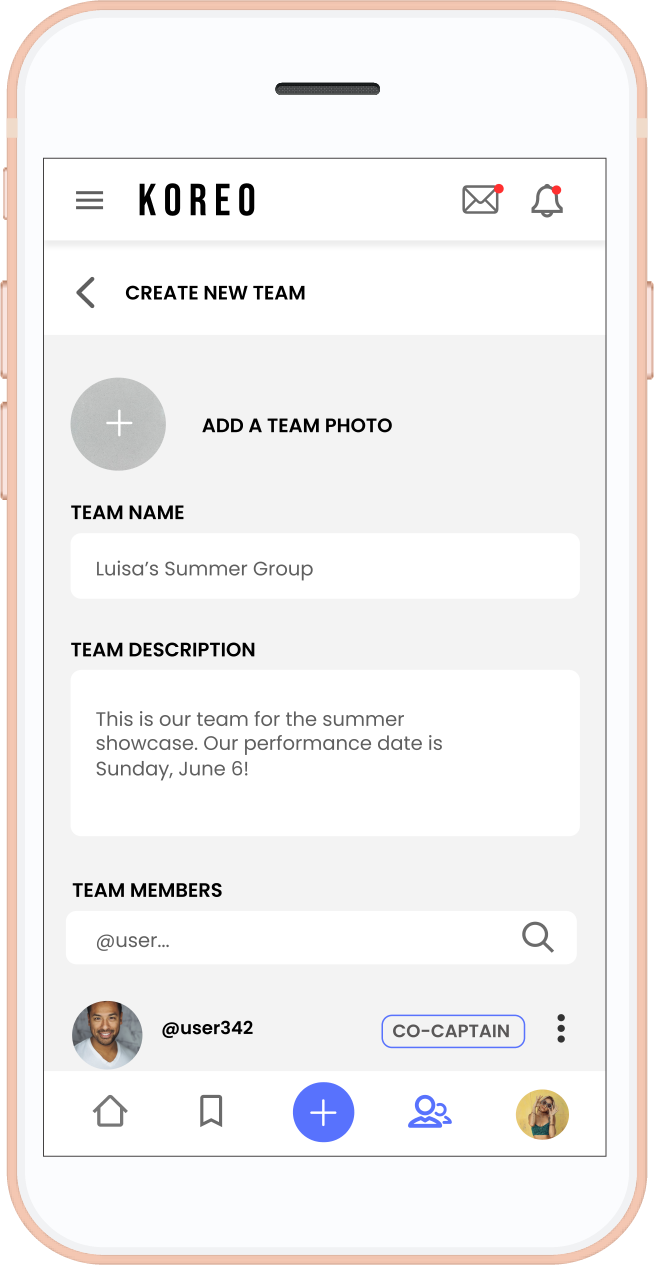 KOREO
CREATE NEW TEAM
ADD A TEAM PHOTO
TEAM NAME
Luisa’s Summer Group
TEAM DESCRIPTION
This is our team for the summer
showcase. Our performance date is
Sunday, June 6!
TEAM MEMBERS
@user...
@user342
CO-CAPTAIN